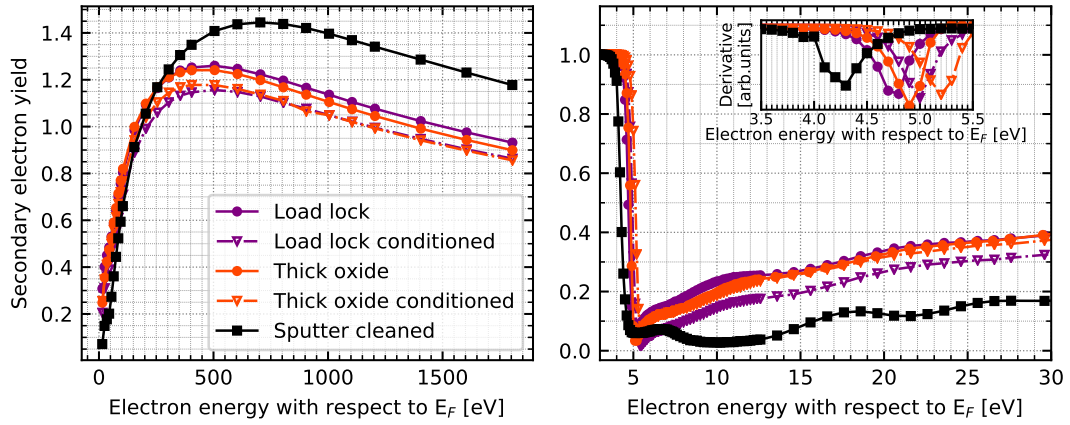 1.4
1.2
1.0
0.8
0.6
0.4
0.2
Secondary electron yield
0 500 1000 1500
Electron energy with respect to E_F [eV]
Load lock
Load lock conditioned
Thick oxide
Thick oxide conditioned
Sputter cleaned
1.0
0.8
0.6
0.4
0.2
0.0
5 10 15 20 25 30
Electron energy with respect to E_F [eV]
Derivative
[arb.units]
3.5 4.0 4.5 5.0 5.5
Electron energy with respect to E_F [eV]